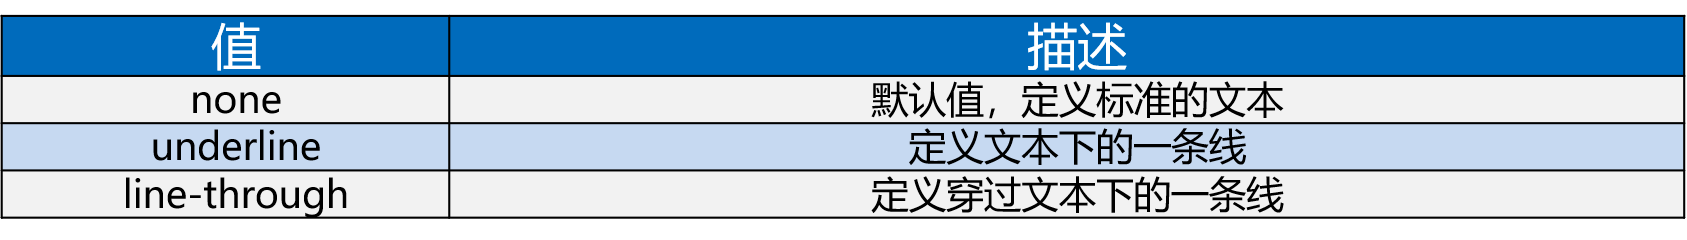 值 描述
none 默认值，定义标准的文本
underline 定义文本下的一条线
line-through 定义穿过文本下的一条线